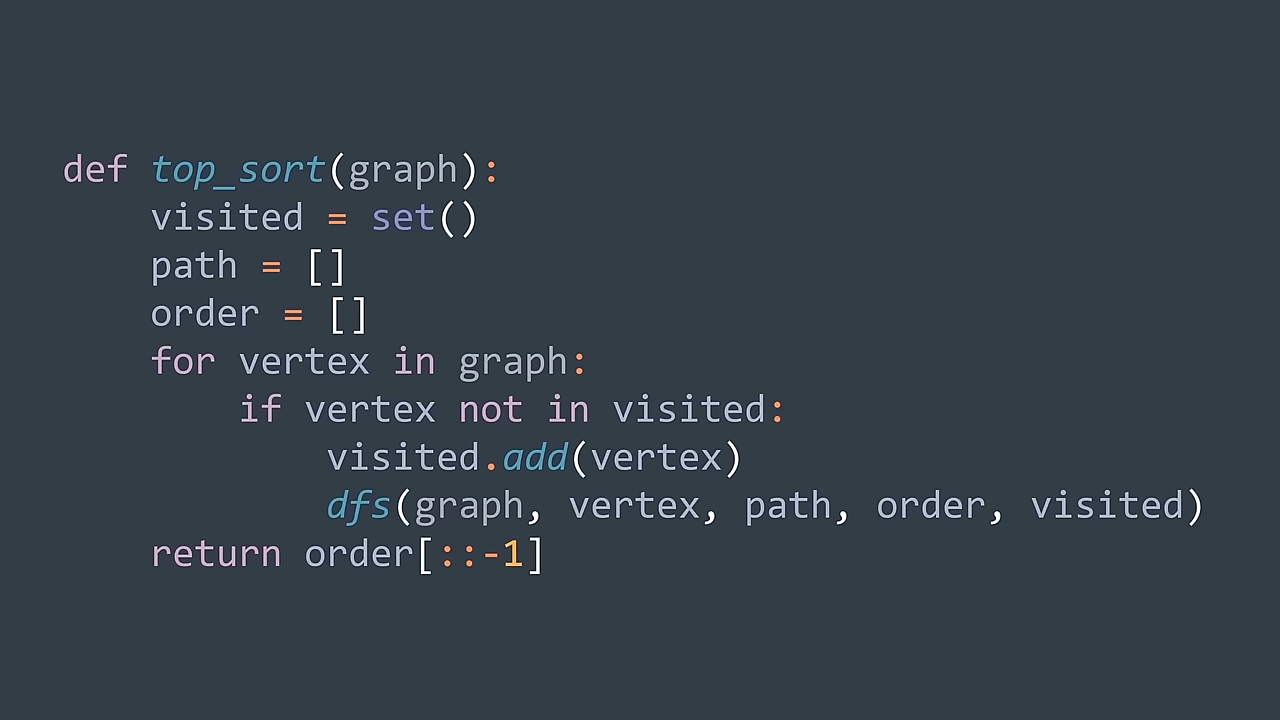 def top_sort(graph):
    visited = set()
    path = []
    order = []
    for vertex in graph:
        if vertex not in visited:
            visited.add(vertex)
            dfs(graph, vertex, path, order, visited)
    return order[::-1]